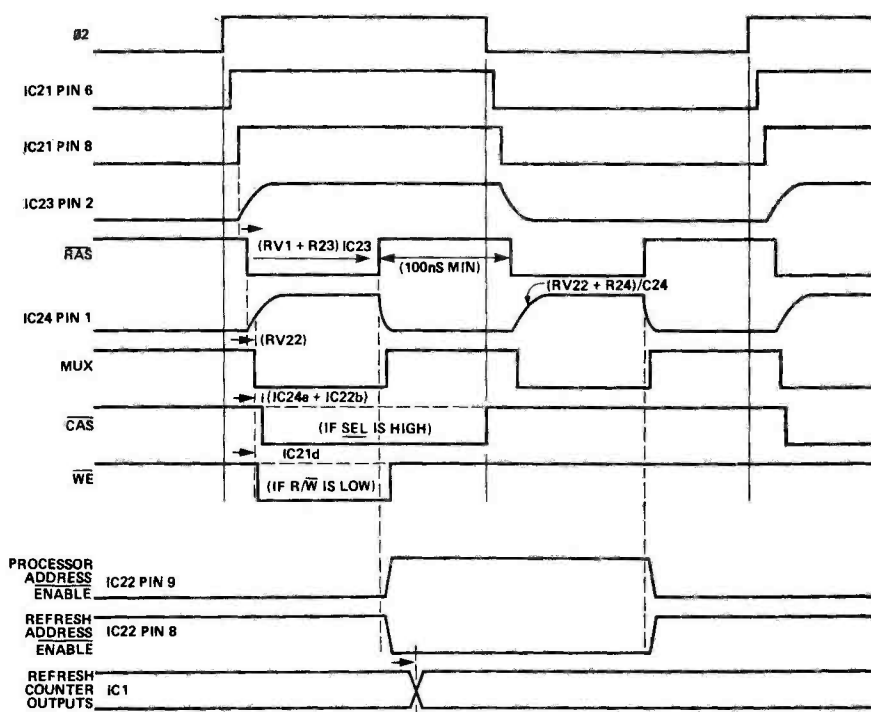 Ø2
IC21 PIN 6
IC21 PIN 8
IC23 PIN 2
RAS
(RV1 + R23) IC23
(100nS MIN)
IC24 PIN 1
(RV22 + R24)/C24
(RV22)
MUX
(IC24e + IC22b)
CAS
(IF SEL IS HIGH)
IC21d
WE
(IF R/W̅ IS LOW)
PROCESSOR
ADDRESS
ENABLE
IC22 PIN 9
REFRESH
ADDRESS
ENABLE
IC22 PIN 8
REFRESH
COUNTER
OUTPUTS
IC1